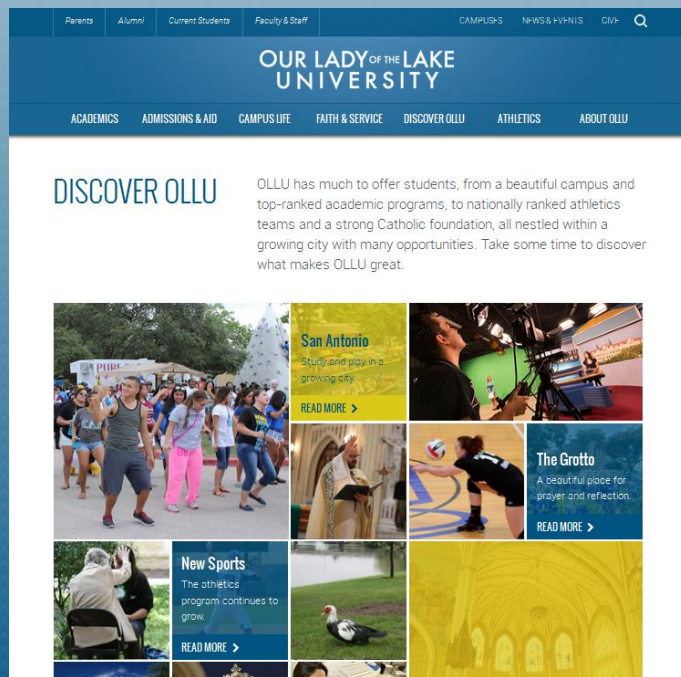 Parents Alumni Current Students Faculty & Staff CAMPUSES NEWS & EVENTS GIVE
OUR LADY OF THE LAKE
UNIVERSITY
ACADEMICS ADMISSIONS & AID CAMPUS LIFE FAITH & SERVICE DISCOVER OLLU ATHLETICS ABOUT OLLU
DISCOVER OLLU
OLLU has much to offer students, from a beautiful campus and
top-ranked academic programs, to nationally ranked athletics
teams and a strong Catholic foundation, all nestled within a
growing city with many opportunities. Take some time to discover
what makes OLLU great.
San Antonio
Study and play in a
growing city
READ MORE >
The Grotto
A beautiful place for
prayer and reflection.
READ MORE >
New Sports
The athletics
program continues to
grow.
READ MORE >